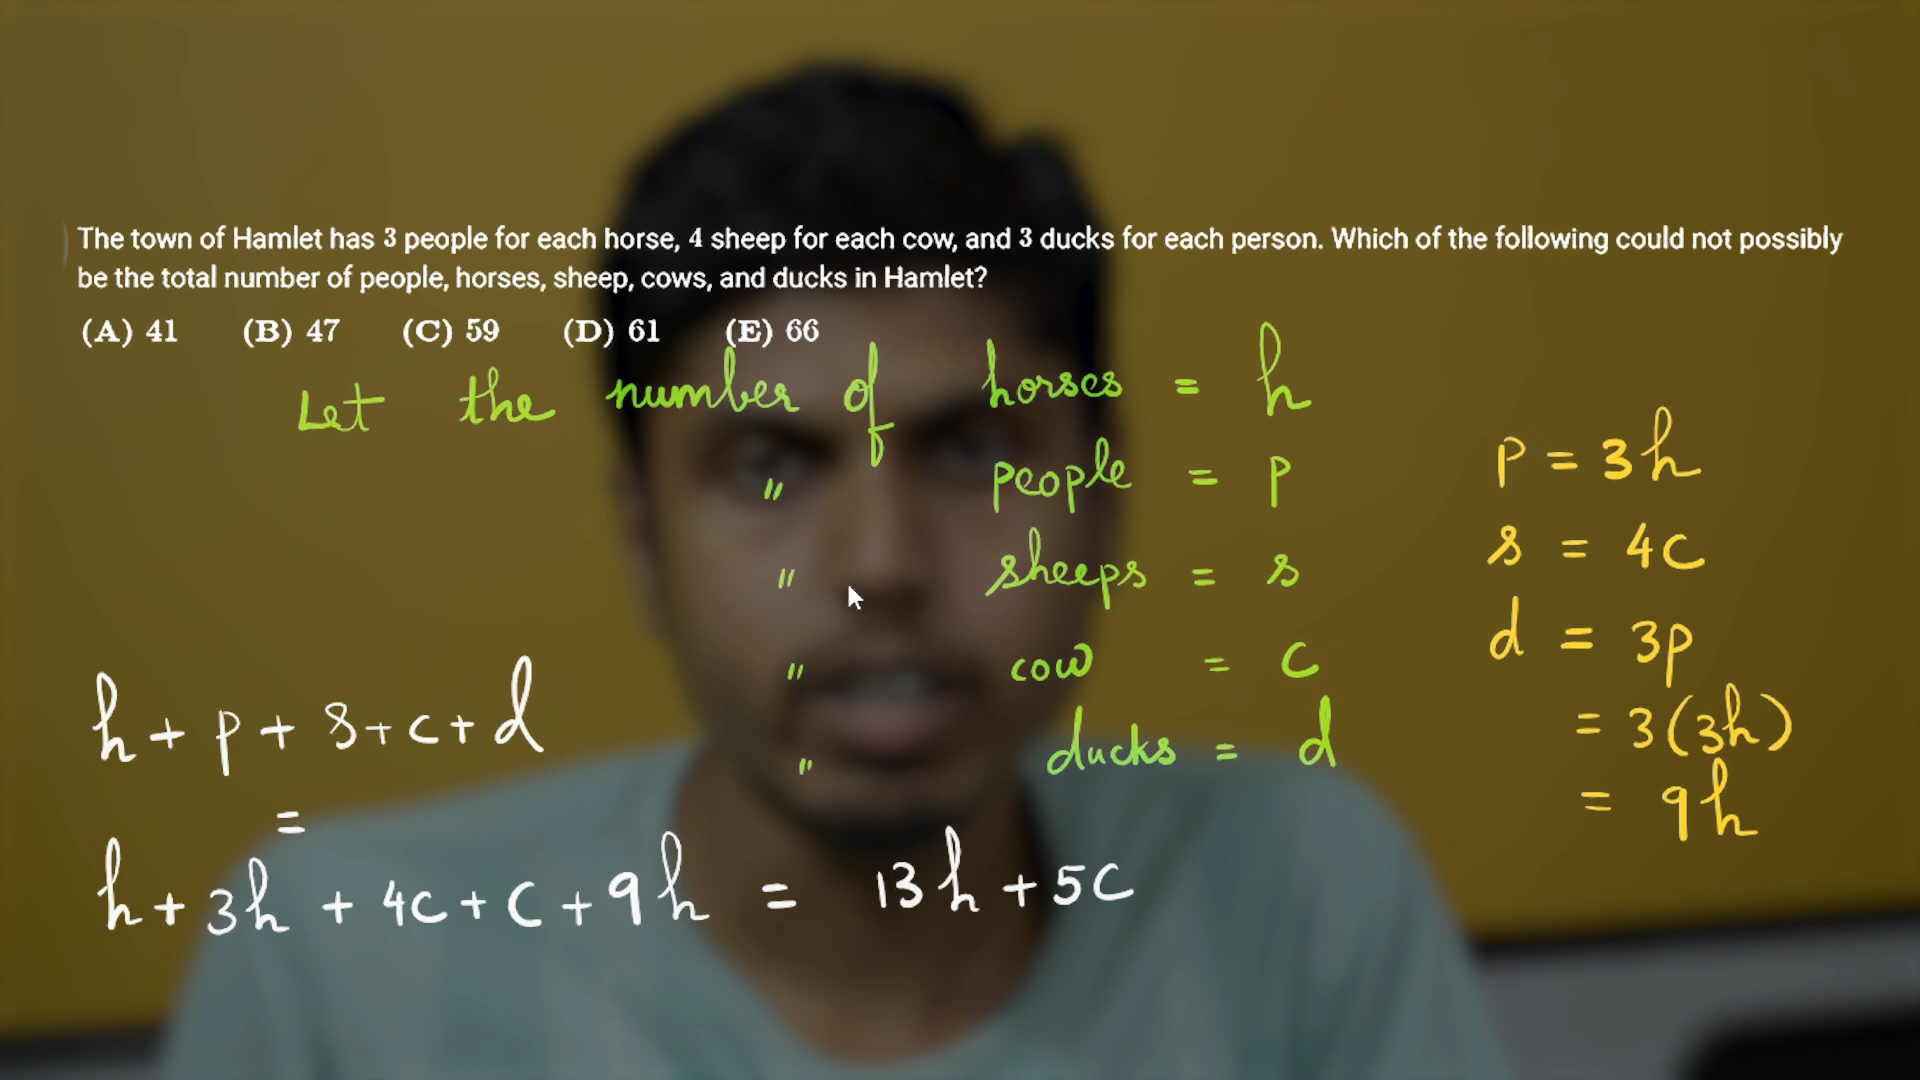 The town of Hamlet has 3 people for each horse, 4 sheep for each cow, and 3 ducks for each person. Which of the following could not possibly
be the total number of people, horses, sheep, cows, and ducks in Hamlet?
(A) 41 (B) 47 (C) 59 (D) 61 (E) 66
Let the number of horses = h
" people = p
" sheeps = s
" cow = c
" ducks = d
p = 3h
s = 4c
d = 3p
= 3(3h)
= 9h
h + p + s + c + d
=
h + 3h + 4c + c + 9h = 13h + 5c